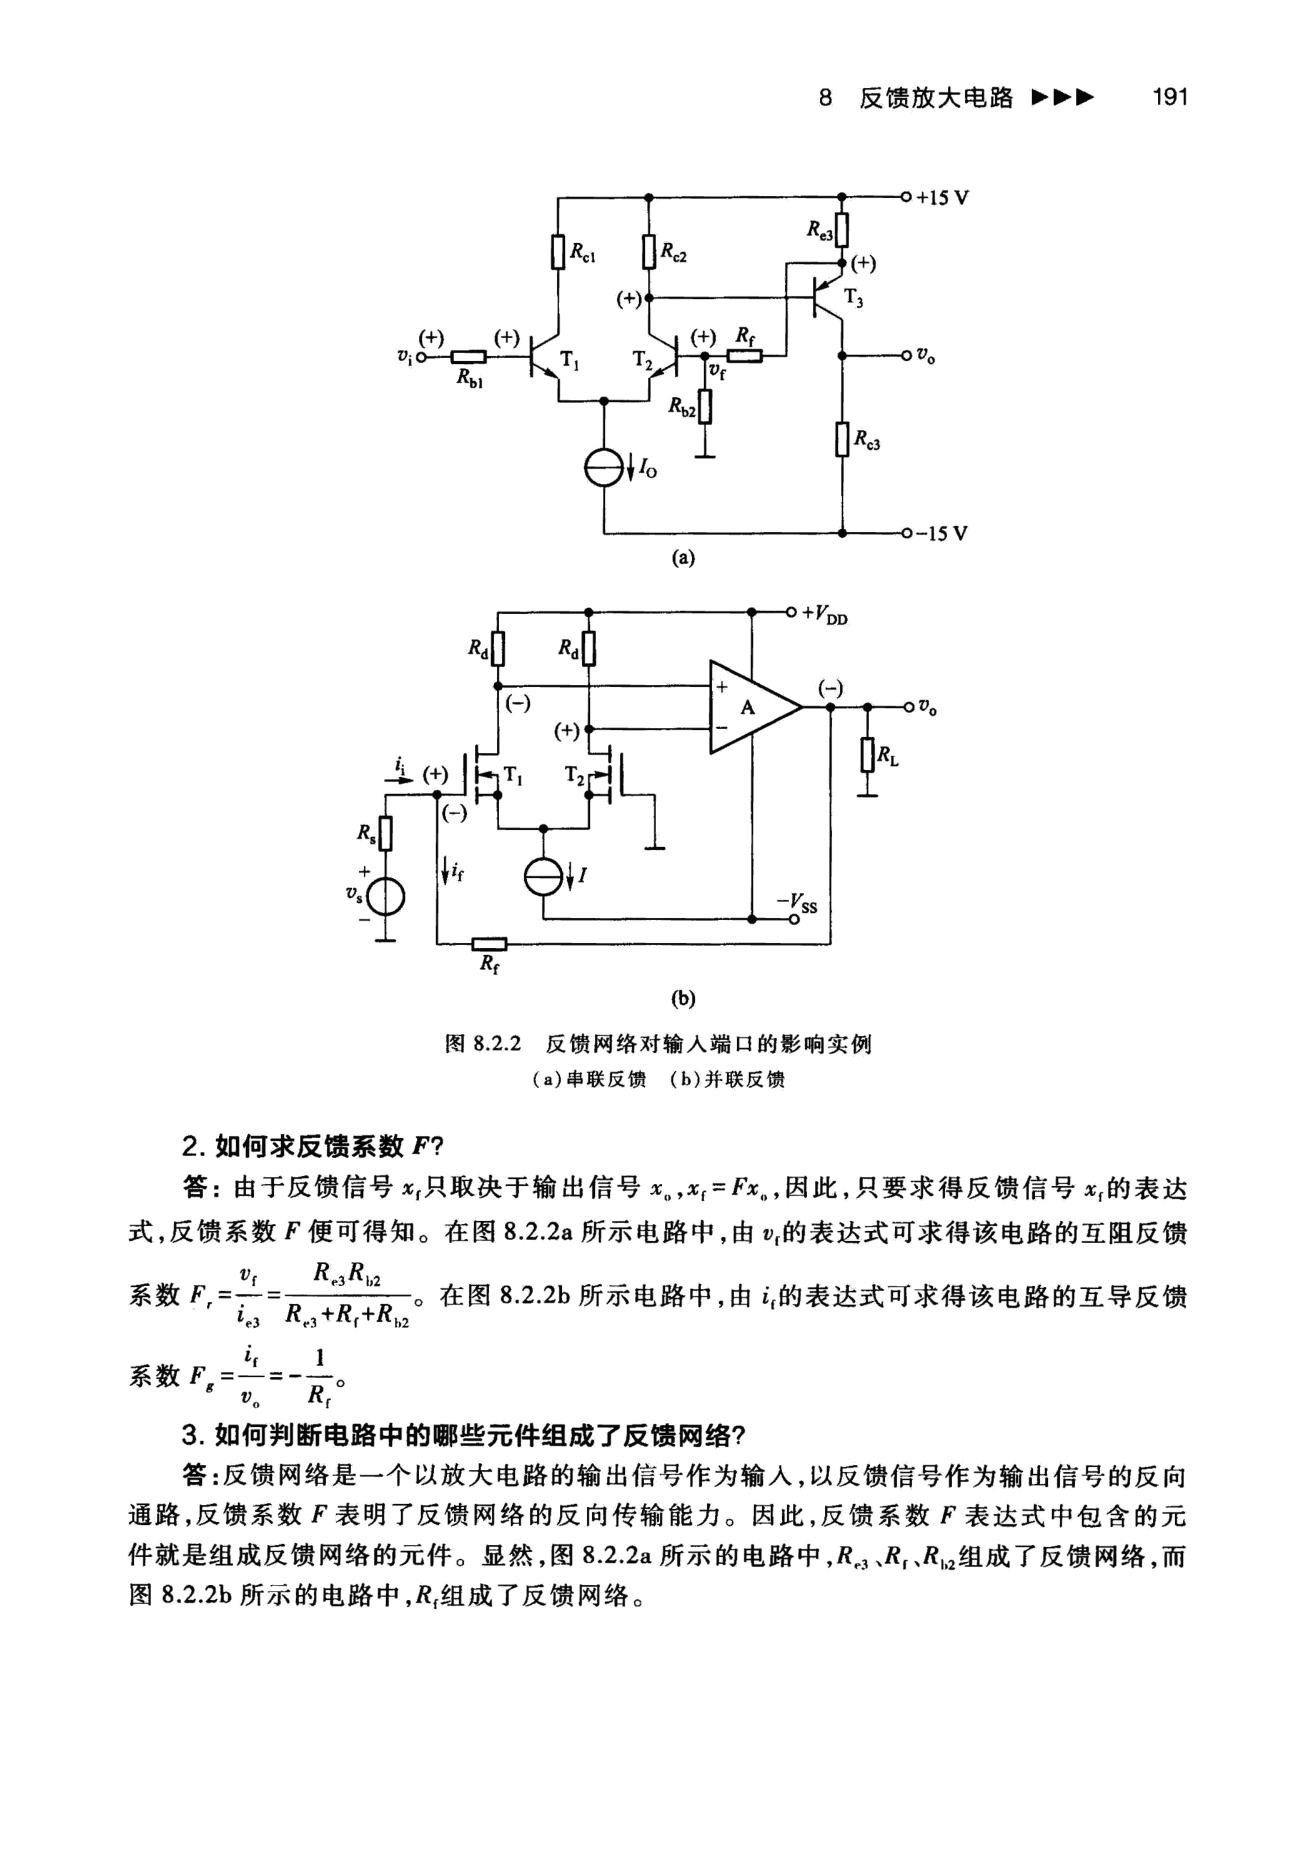 8 反馈放大电路 ▶▶▶ 191
+15 V
Re3
Rc1
Rc2
(+)
(+)
T3
(+)
(+)
(+)
Rf
vi
T1
T2
vf
vo
Rb1
Rb2
Rc3
IO
-15 V
(a)
+VDD
Rd
Rd
+
(-)
(-)
A
vo
(+)
-
RL
ii
(+)
T1
T2
(-)
Rs
+
if
I
vs
-VSS
-
Rf
(b)
图 8.2.2 反馈网络对输入端口的影响实例
(a)串联反馈 (b)并联反馈
2. 如何求反馈系数 F?
答：由于反馈信号 xf只取决于输出信号 xo,xf=Fxo,因此,只要求得反馈信号 xf的表达
式,反馈系数 F 便可得知。在图 8.2.2a 所示电路中,由 vf的表达式可求得该电路的互阻反馈
系数 Fr=vf/ie3=Re3Rb2/(Re3+Rf+Rb2)。在图 8.2.2b 所示电路中,由 if的表达式可求得该电路的互导反馈
系数 Fg=if/vo=-1/Rf。
3. 如何判断电路中的哪些元件组成了反馈网络?
答:反馈网络是一个以放大电路的输出信号作为输入,以反馈信号作为输出信号的反向
通路,反馈系数 F 表明了反馈网络的反向传输能力。因此,反馈系数 F 表达式中包含的元
件就是组成反馈网络的元件。显然,图 8.2.2a 所示的电路中,Re3、Rf、Rb2组成了反馈网络,而
图 8.2.2b 所示的电路中,Rf组成了反馈网络。